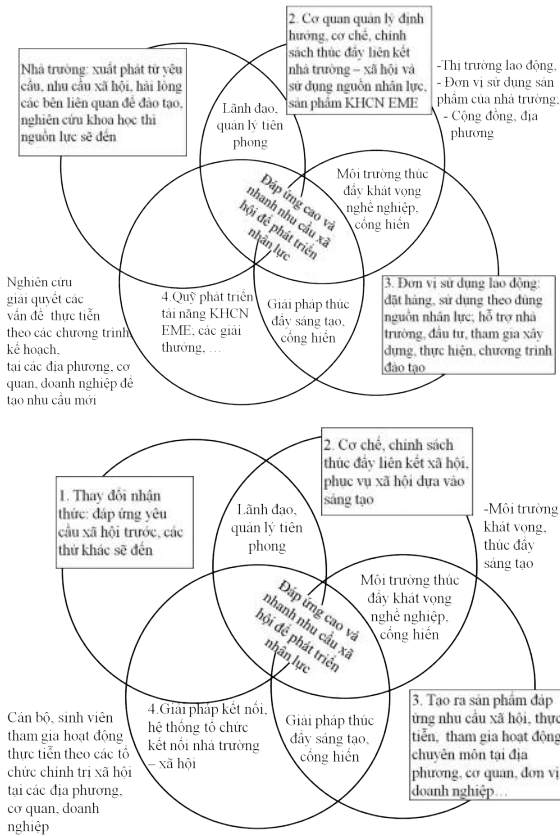 Nhà trường: xuất phát từ yêu
cầu, nhu cầu xã hội, hài lòng
các bên liên quan để đào tạo,
nghiên cứu khoa học thì
nguồn lực sẽ đến
2. Cơ quan quản lý định
hướng, cơ chế, chính
sách thúc đẩy liên kết
nhà trường – xã hội và
sử dụng nguồn nhân lực,
sản phẩm KHCN EME
-Thị trường lao động,
- Đơn vị sử dụng sản
phẩm của nhà trường;
- Cộng đồng, địa
phương
Lãnh đạo,
quản lý tiên
phong
Môi trường thúc
đẩy khát vọng
nghề nghiệp,
cống hiến
Đáp ứng cao và
nhanh nhu cầu xã
hội để phát triển
nhân lực
Nghiên cứu
giải quyết các
vấn đề thực tiễn
theo các chương trình
kế hoạch,
tại các địa phương, cơ
quan, doanh nghiệp để
tạo nhu cầu mới
4.Quỹ phát triển
tài năng KHCN
EME, các giải
thưởng, …
Giải pháp thúc
đẩy sáng tạo,
cống hiến
3. Đơn vị sử dụng lao động:
đặt hàng, sử dụng theo đúng
nguồn nhân lực; hỗ trợ nhà
trường, đầu tư, tham gia xây
dựng, thực hiện, chương trình
đào tạo
1. Thay đổi nhận
thức: đáp ứng yêu
cầu xã hội trước, các
thứ khác sẽ đến
2. Cơ chế, chính sách
thúc đẩy liên kết xã hội,
phục vụ xã hội dựa vào
sáng tạo
-Môi trường
khát vọng,
thúc đẩy
sáng tạo
Lãnh đạo,
quản lý tiên
phong
Môi trường thúc
đẩy khát vọng
nghề nghiệp,
cống hiến
Đáp ứng cao và
nhanh nhu cầu xã
hội để phát triển
nhân lực
Cán bộ, sinh viên
tham gia hoạt động
thực tiễn theo các tổ
chức chính trị xã hội
tại các địa phương,
cơ quan, doanh
nghiệp
4.Giải pháp kết nối,
hệ thống tổ chức
kết nối nhà trường
– xã hội
Giải pháp thúc
đẩy sáng tạo,
cống hiến
3. Tạo ra sản phẩm đáp
ứng nhu cầu xã hội, thực
tiễn, tham gia hoạt động
chuyên môn tại địa
phương, cơ quan, đơn vị
doanh nghiệp…